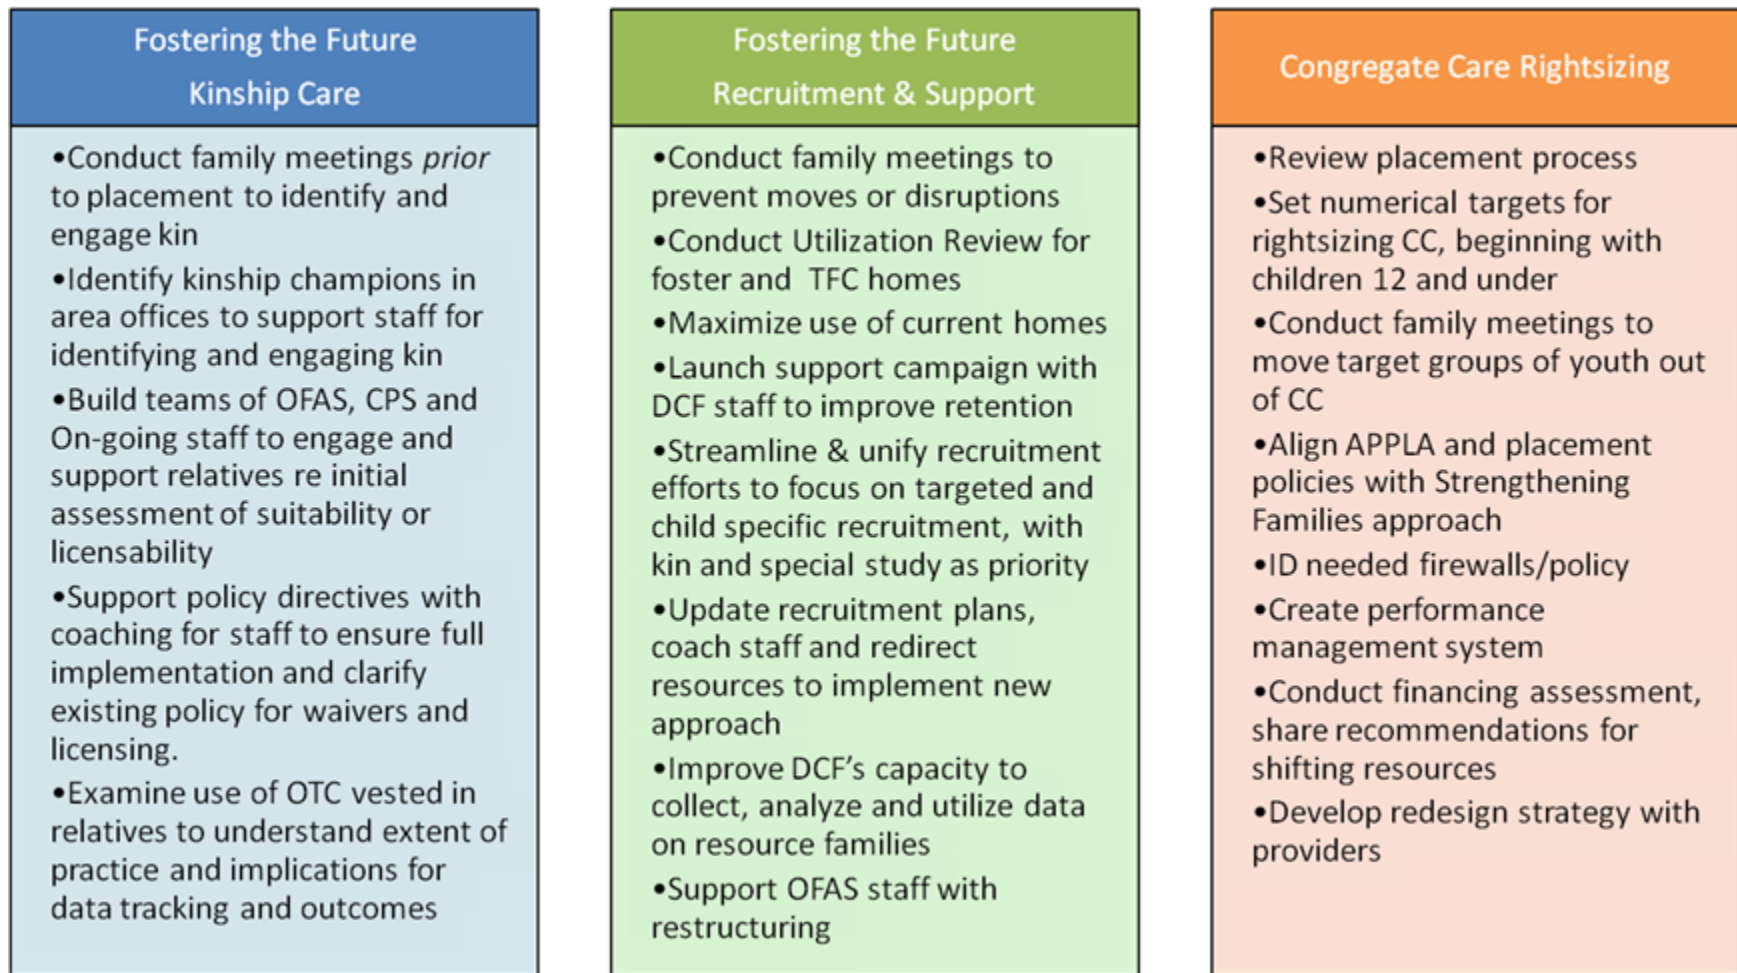 Fostering the Future
Kinship Care
•Conduct family meetings prior
to placement to identify and
engage kin
•Identify kinship champions in
area offices to support staff for
identifying and engaging kin
•Build teams of OFAS, CPS and
On-going staff to engage and
support relatives re initial
assessment of suitability or
licensability
•Support policy directives with
coaching for staff to ensure full
implementation and clarify
existing policy for waivers and
licensing.
•Examine use of OTC vested in
relatives to understand extent of
practice and implications for
data tracking and outcomes
Fostering the Future
Recruitment & Support
•Conduct family meetings to
prevent moves or disruptions
•Conduct Utilization Review for
foster and TFC homes
•Maximize use of current homes
•Launch support campaign with
DCF staff to improve retention
•Streamline & unify recruitment
efforts to focus on targeted and
child specific recruitment, with
kin and special study as priority
•Update recruitment plans,
coach staff and redirect
resources to implement new
approach
•Improve DCF's capacity to
collect, analyze and utilize data
on resource families
•Support OFAS staff with
restructuring
Congregate Care Rightsizing
•Review placement process
•Set numerical targets for
rightsizing CC, beginning with
children 12 and under
•Conduct family meetings to
move target groups of youth out
of CC
•Align APPLA and placement
policies with Strengthening
Families approach
•ID needed firewalls/policy
•Create performance
management system
•Conduct financing assessment,
share recommendations for
shifting resources
•Develop redesign strategy with
providers